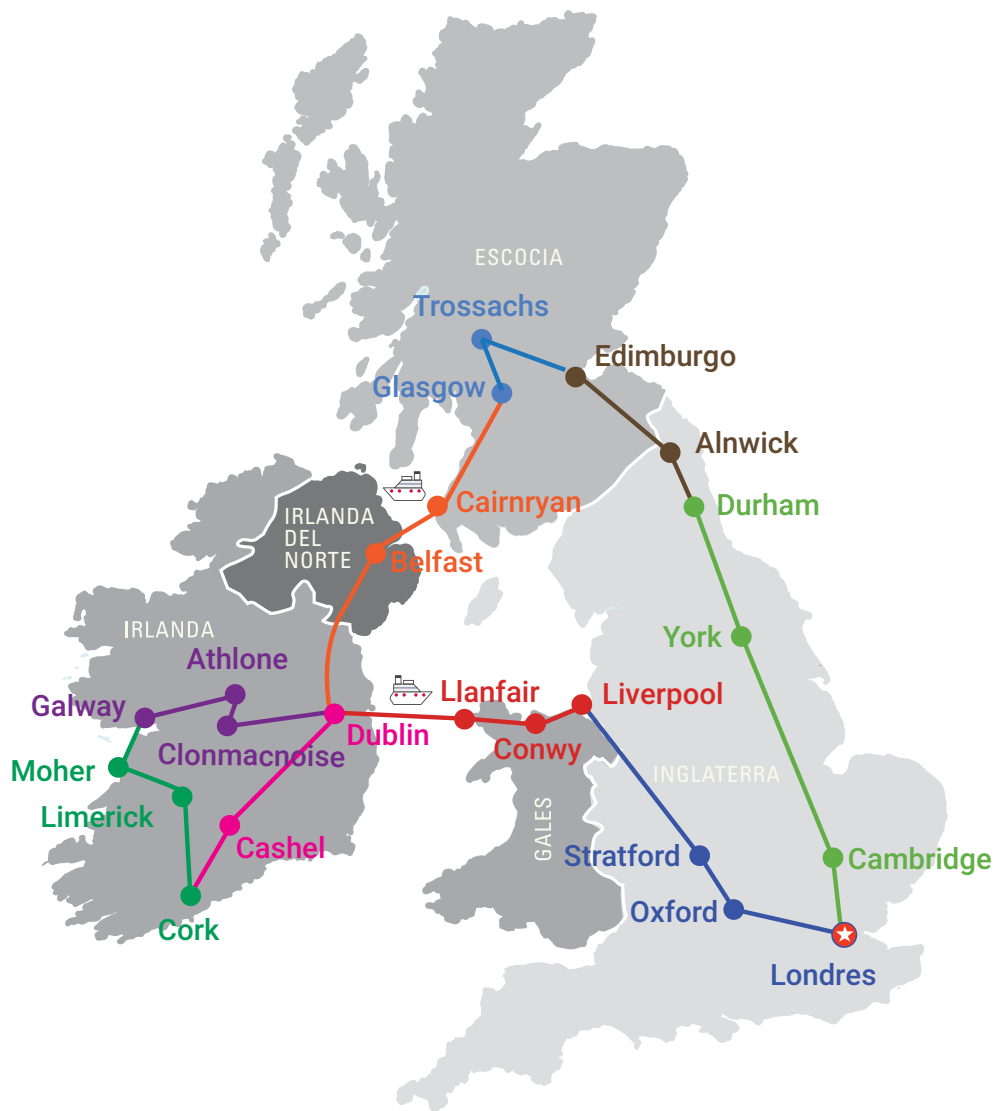 ESCOCIA
Trossachs
Edimburgo
Glasgow
Alnwick
Cairnryan
Durham
IRLANDA
DEL
NORTE
Belfast
IRLANDA
York
Athlone
Llanfair
Liverpool
Galway
Dublin
Clonmacnoise
Conwy
Moher
INGLATERRA
Limerick
GALES
Cashel
Stratford
Cambridge
Oxford
Cork
Londres